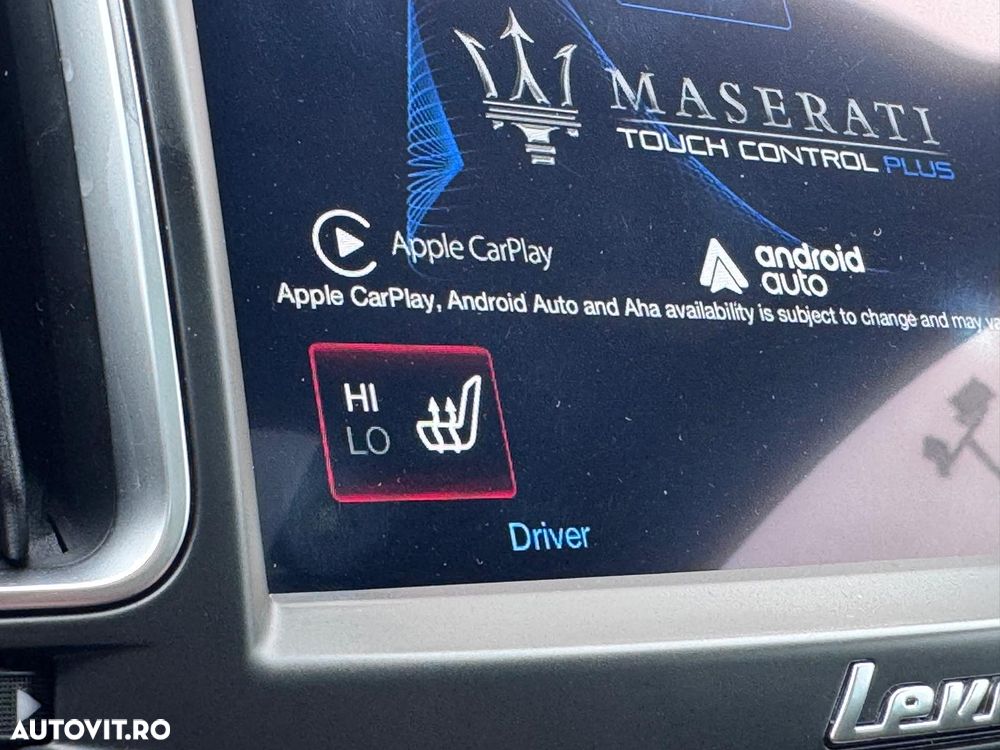 MASERATI
TOUCH CONTROL PLUS
Apple CarPlay
android
auto
Apple CarPlay, Android Auto and Aha availability is subject to change and may
HI
LO
Driver
AUTOVIT.RO